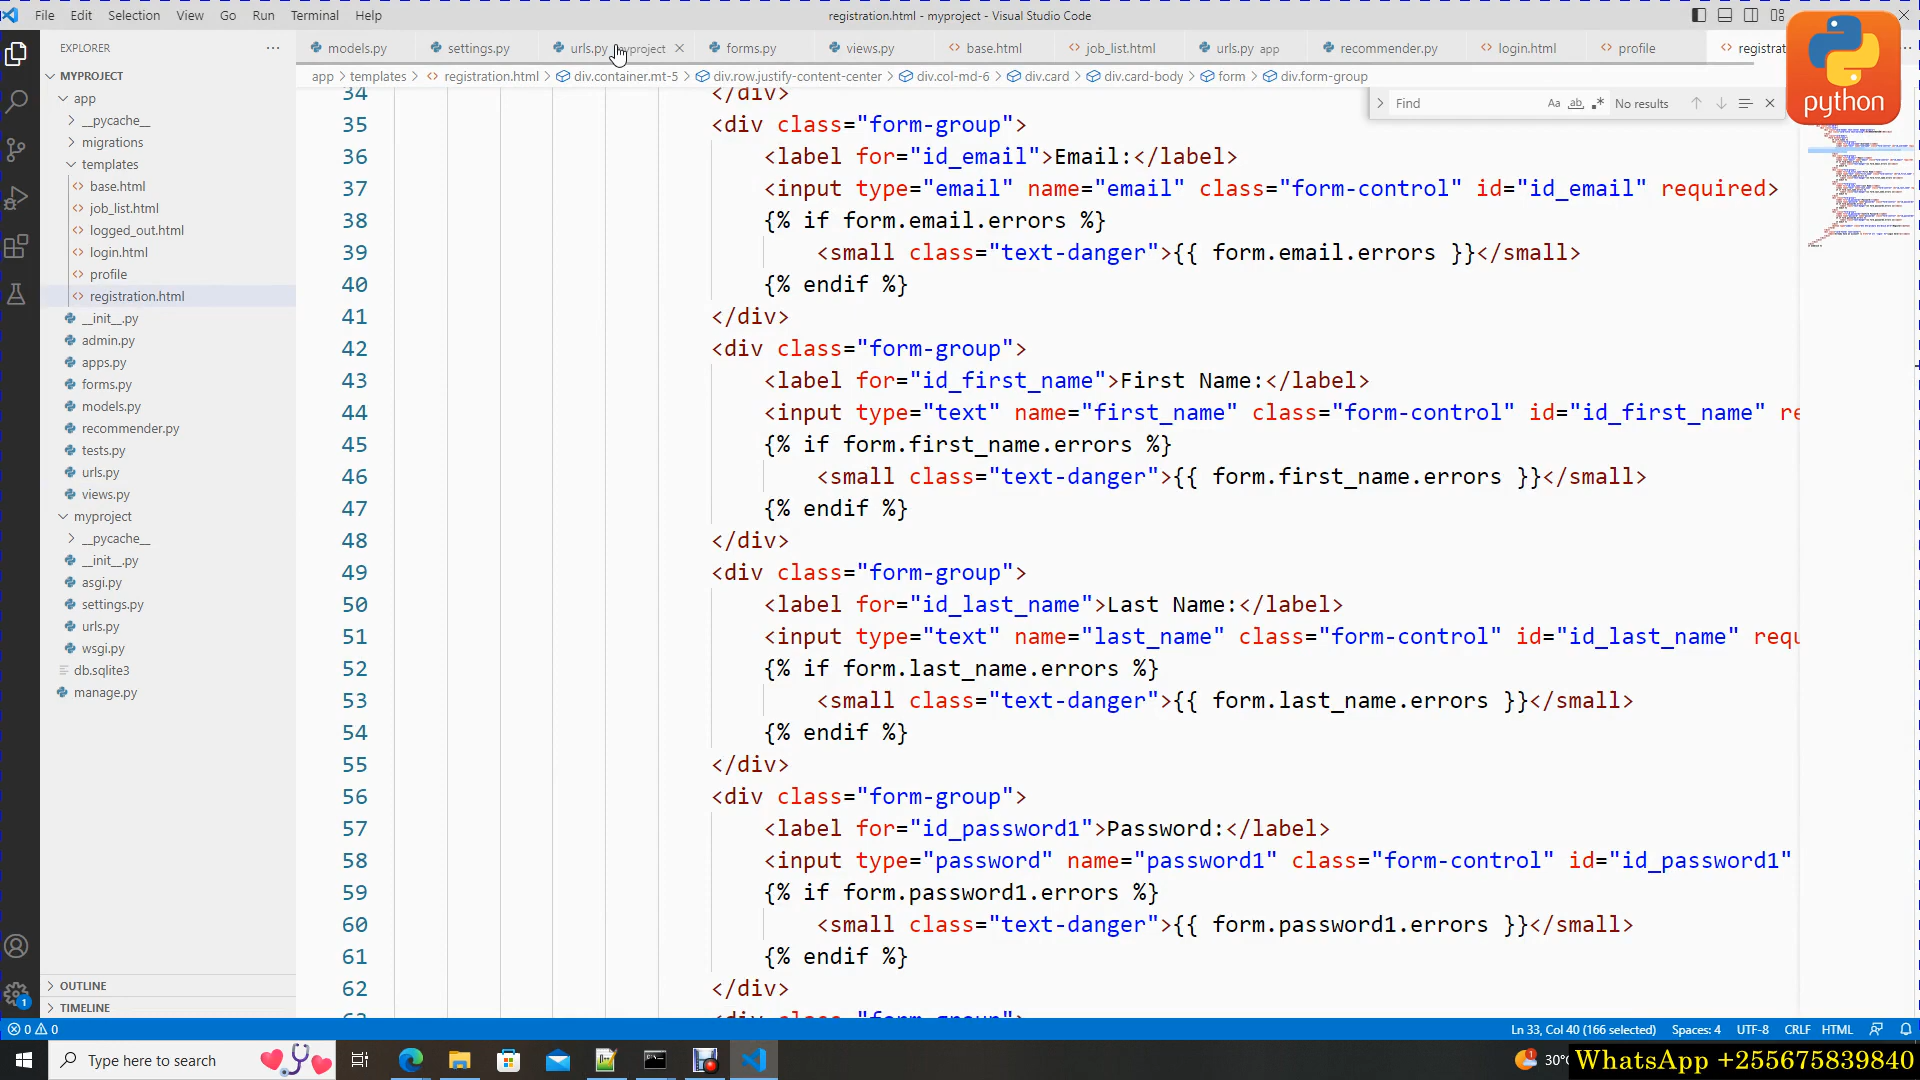 File Edit Selection View Go Run Terminal Help
registration.html - myproject - Visual Studio Code
EXPLORER
models.py settings.py urls.py myproject forms.py views.py base.html job_list.html urls.py app recommender.py login.html profile registrat
python
MYPROJECT
app > templates > registration.html > div.container.mt-5 > div.row.justify-content-center > div.col-md-6 > div.card > div.card-body > form > div.form-group
Find Aa ab No results
app
__pycache__
migrations
templates
base.html
job_list.html
logged_out.html
login.html
profile
registration.html
__init__.py
admin.py
apps.py
forms.py
models.py
recommender.py
tests.py
urls.py
views.py
myproject
__pycache__
__init__.py
asgi.py
settings.py
urls.py
wsgi.py
db.sqlite3
manage.py
OUTLINE
TIMELINE
34 </div>
35 <div class="form-group">
36 <label for="id_email">Email:</label>
37 <input type="email" name="email" class="form-control" id="id_email" required>
38 {% if form.email.errors %}
39 <small class="text-danger">{{ form.email.errors }}</small>
40 {% endif %}
41 </div>
42 <div class="form-group">
43 <label for="id_first_name">First Name:</label>
44 <input type="text" name="first_name" class="form-control" id="id_first_name" re
45 {% if form.first_name.errors %}
46 <small class="text-danger">{{ form.first_name.errors }}</small>
47 {% endif %}
48 </div>
49 <div class="form-group">
50 <label for="id_last_name">Last Name:</label>
51 <input type="text" name="last_name" class="form-control" id="id_last_name" requ
52 {% if form.last_name.errors %}
53 <small class="text-danger">{{ form.last_name.errors }}</small>
54 {% endif %}
55 </div>
56 <div class="form-group">
57 <label for="id_password1">Password:</label>
58 <input type="password" name="password1" class="form-control" id="id_password1"
59 {% if form.password1.errors %}
60 <small class="text-danger">{{ form.password1.errors }}</small>
61 {% endif %}
62 </div>
1
0 0
Ln 33, Col 40 (166 selected) Spaces: 4 UTF-8 CRLF HTML
Type here to search
1 30°
WhatsApp +255675839840